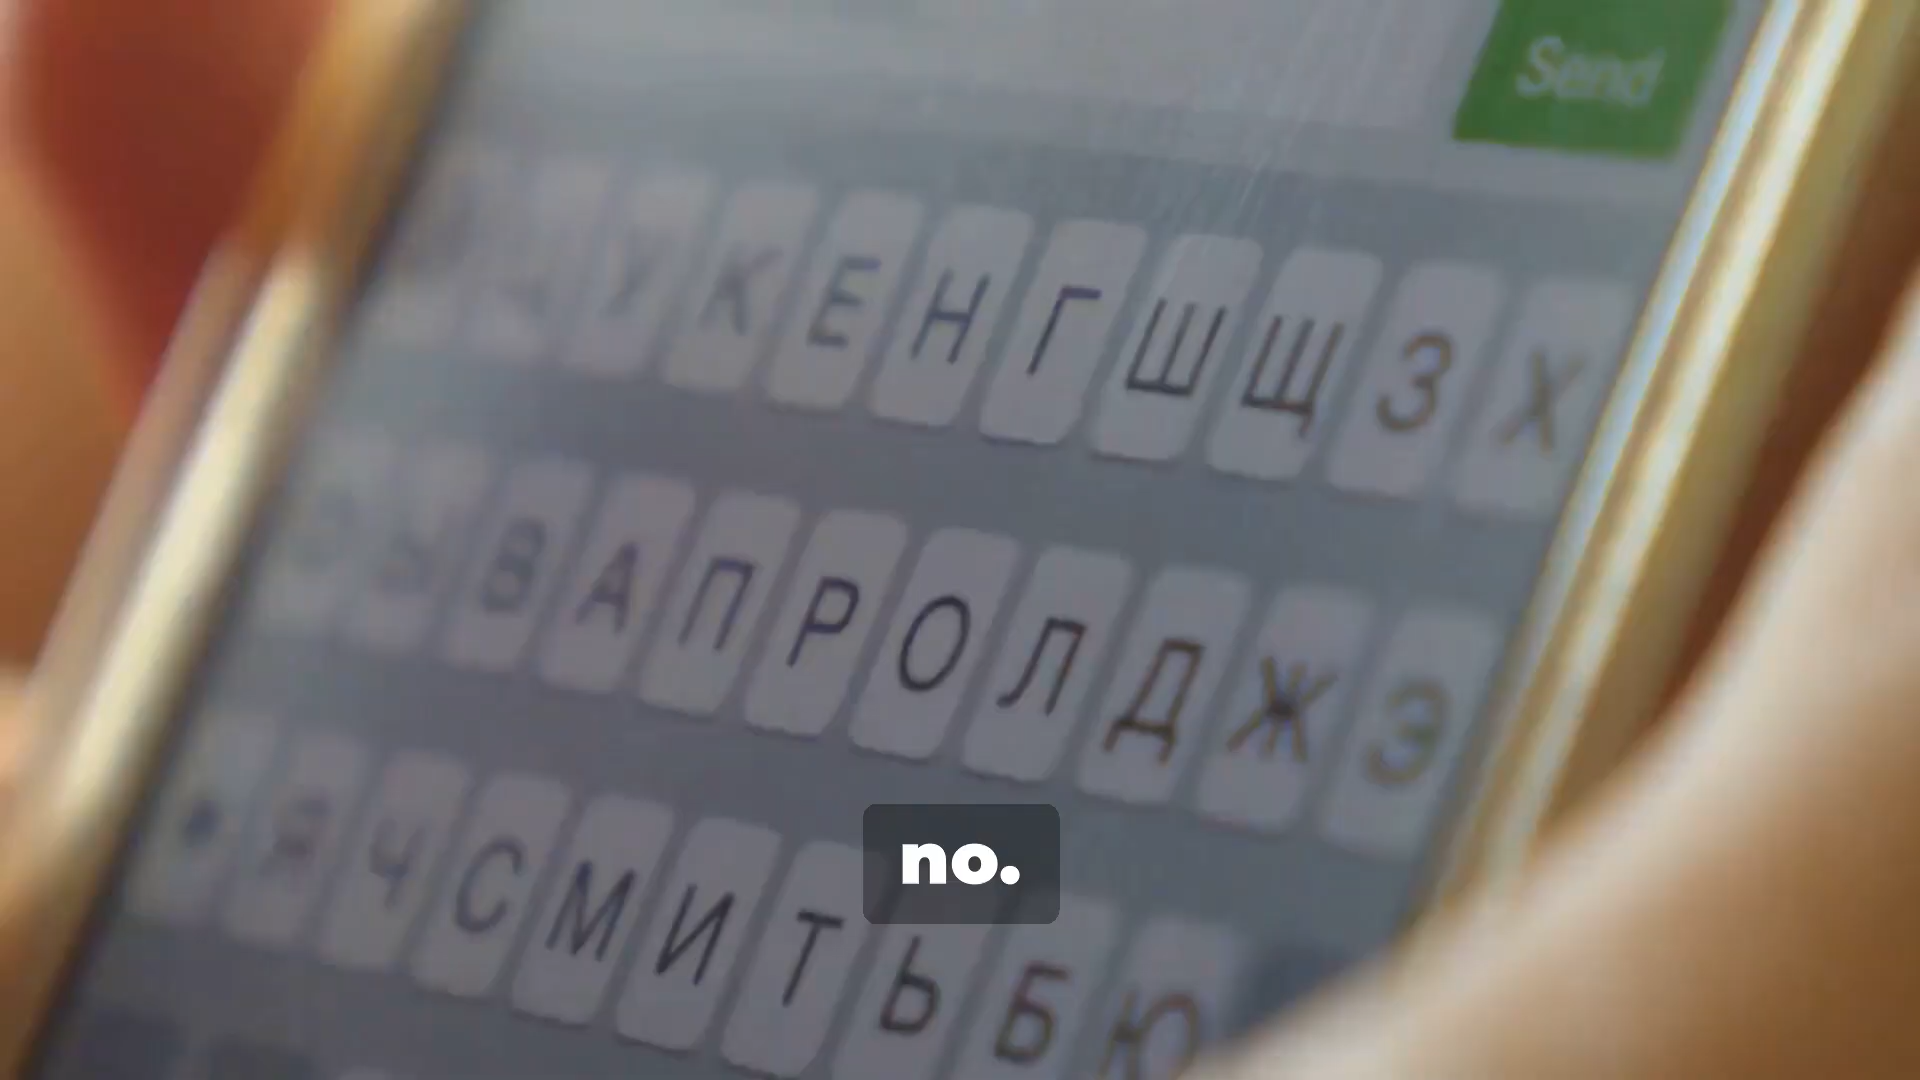 Send
У К Е Н Г Ш Щ З Х
В А П Р О Л Д Ж Э
Я Ч С М И Т Ь Б Ю
no.